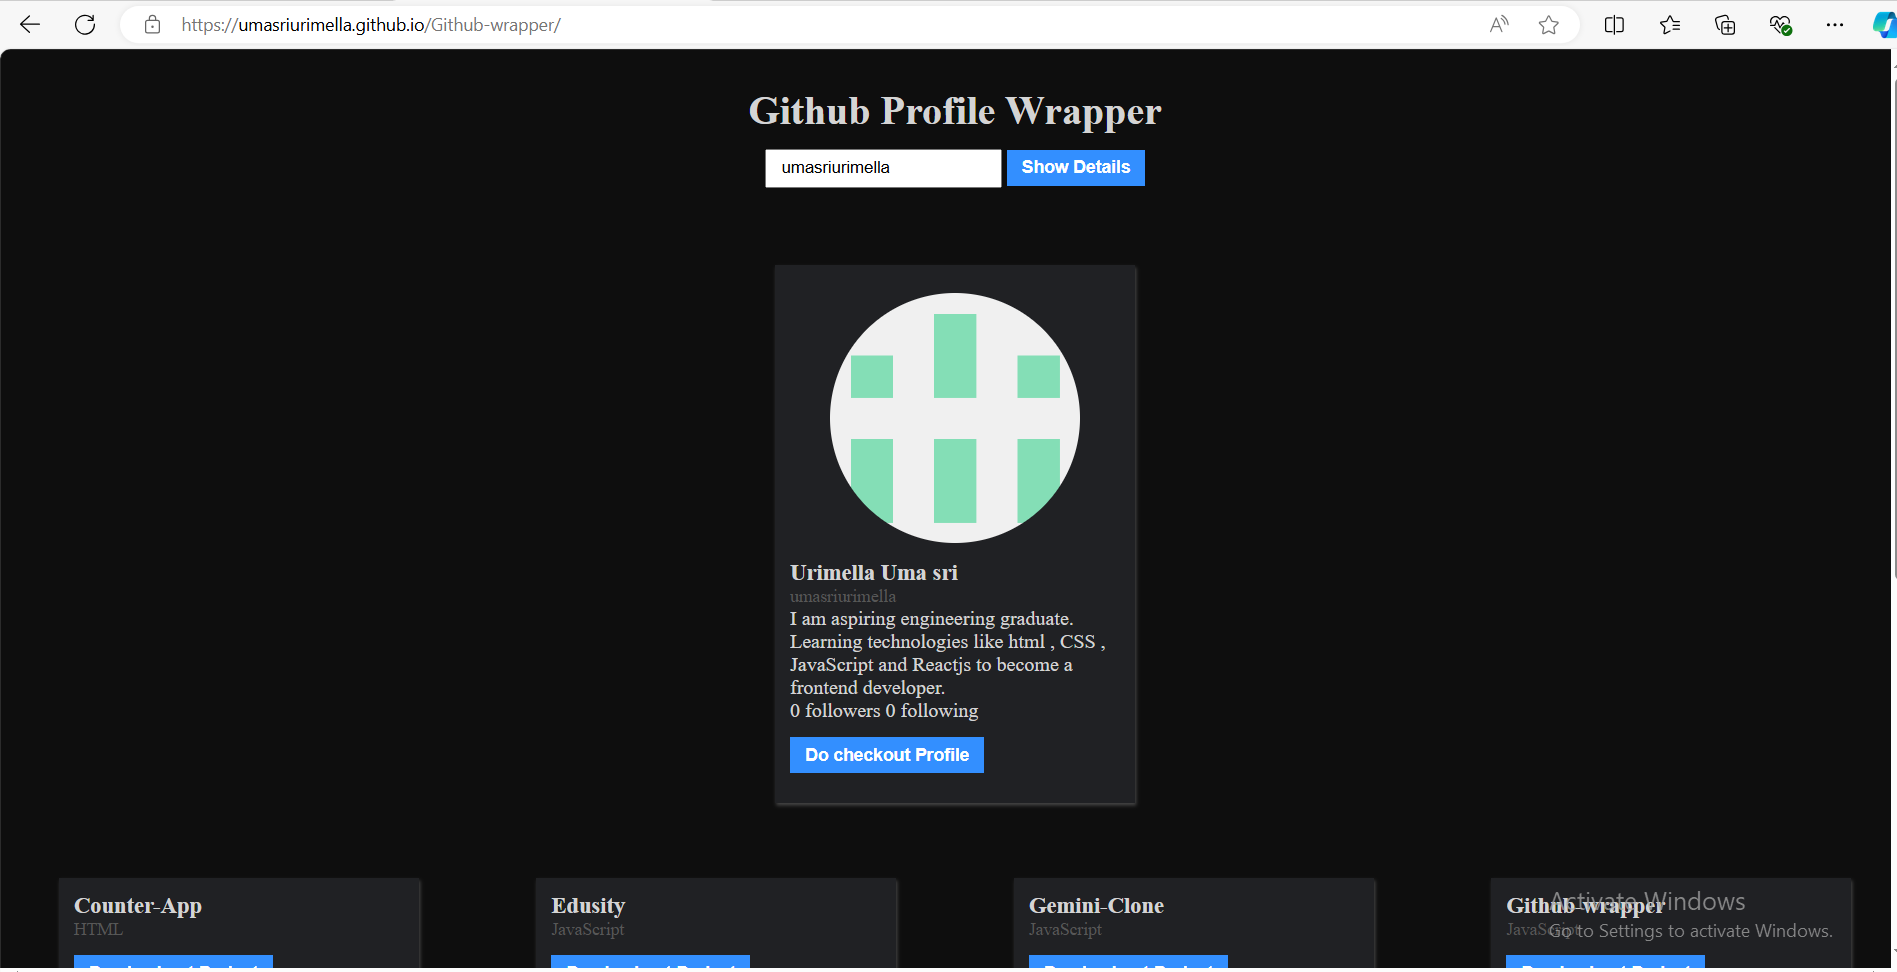 https://umasriurimella.github.io/Github-wrapper/
Github Profile Wrapper
umasriurimella
Show Details
Urimella Uma sri
umasriurimella
I am aspiring engineering graduate.
Learning technologies like html , CSS ,
JavaScript and Reactjs to become a
frontend developer.
0 followers 0 following
Do checkout Profile
Counter-App
HTML
Edusity
JavaScript
Gemini-Clone
JavaScript
Github-wrapper
JavaScript
Activate Windows
Go to Settings to activate Windows.